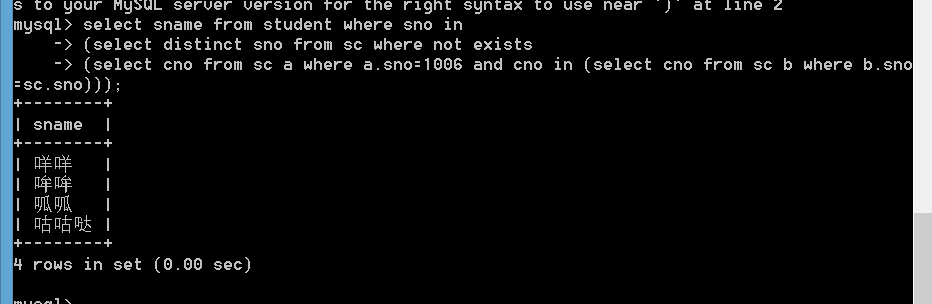 s to your MySQL server version for the right syntax to use near ')' at line 2
mysql> select sname from student where sno in
    -> (select distinct sno from sc where not exists
    -> (select cno from sc a where a.sno=1006 and cno in (select cno from sc b where b.sno
=sc.sno)));
+--------+
| sname  |
+--------+
| 咩咩   |
| 哞哞   |
| 呱呱   |
| 咕咕哒 |
+--------+
4 rows in set (0.00 sec)
mysql>